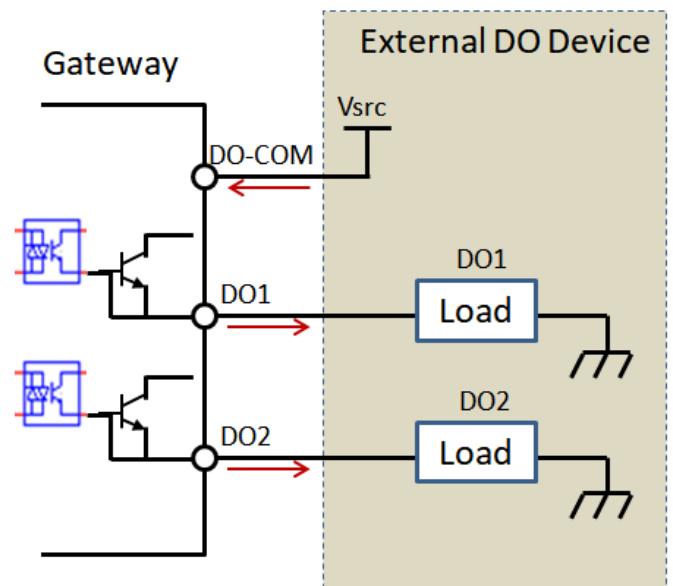 External DO Device
Gateway
Vsrc
DO-COM
DO1
DO1
Load
DO2
DO2
Load